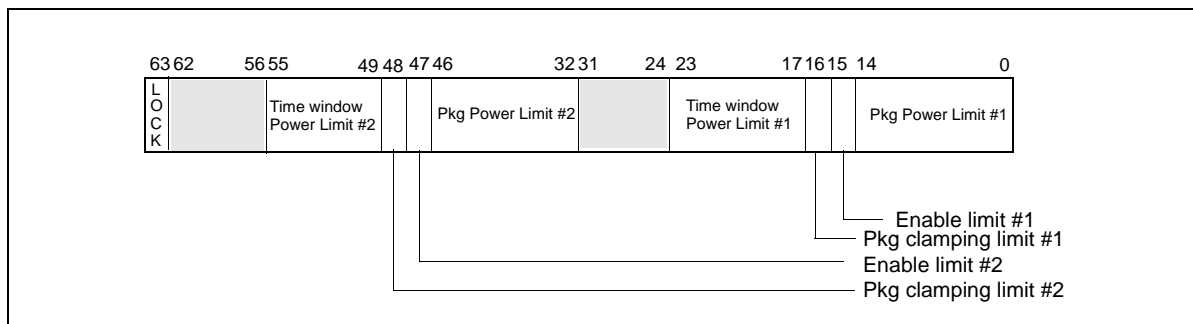 63 62 56 55 49 48 47 46 32 31 24 23 17 16 15 14 0
LOCK
Time window
Power Limit #2
Pkg Power Limit #2
Time window
Power Limit #1
Pkg Power Limit #1
Enable limit #1
Pkg clamping limit #1
Enable limit #2
Pkg clamping limit #2